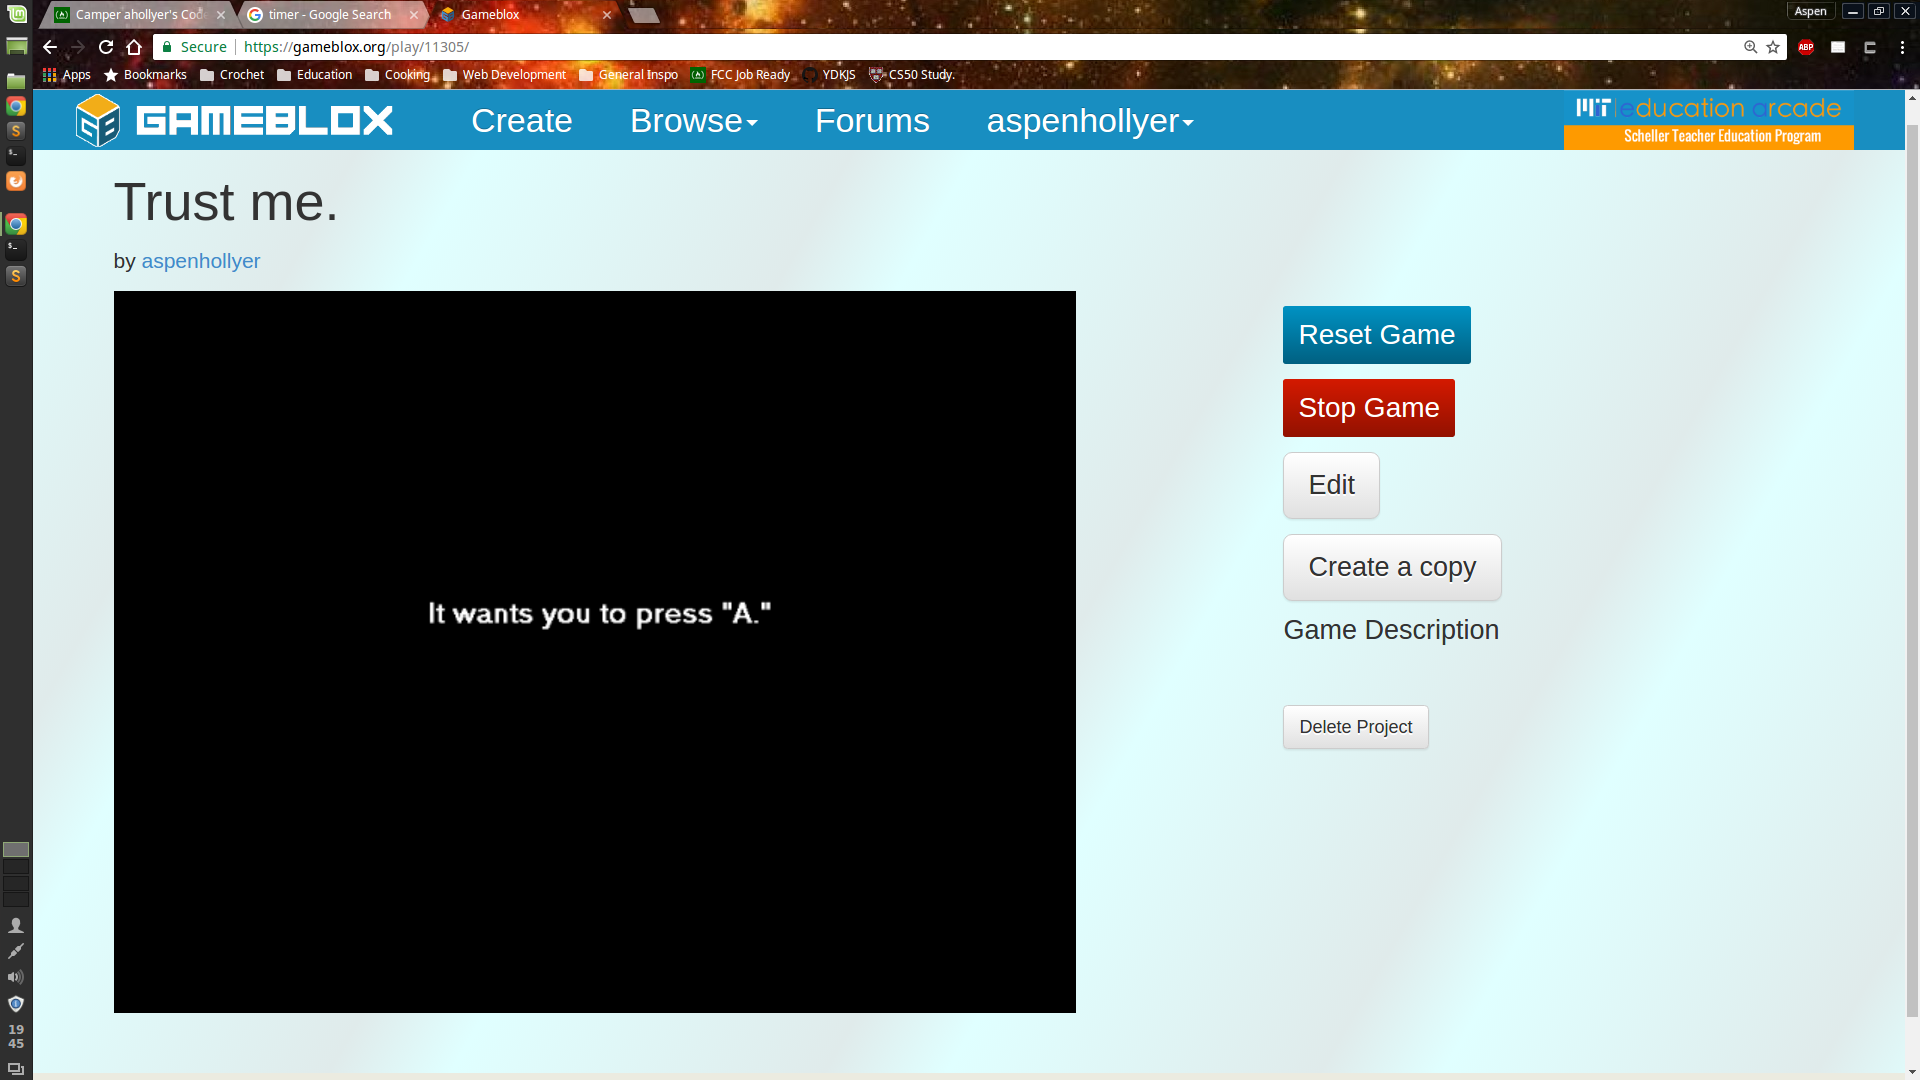 Camper ahollyer's Cod
timer - Google Search
Gameblox
Aspen
Secure
https://gameblox.org/play/11305/
ABP
Apps
Bookmarks
Crochet
Education
Cooking
Web Development
General Inspo
FCC Job Ready
YDKJS
CS50 Study.
GB GAMEBLOX
Create
Browse
Forums
aspenhollyer
MIT education arcade
Scheller Teacher Education Program
Trust me.
by aspenhollyer
It wants you to press "A."
Reset Game
Stop Game
Edit
Create a copy
Game Description
Delete Project
19
45